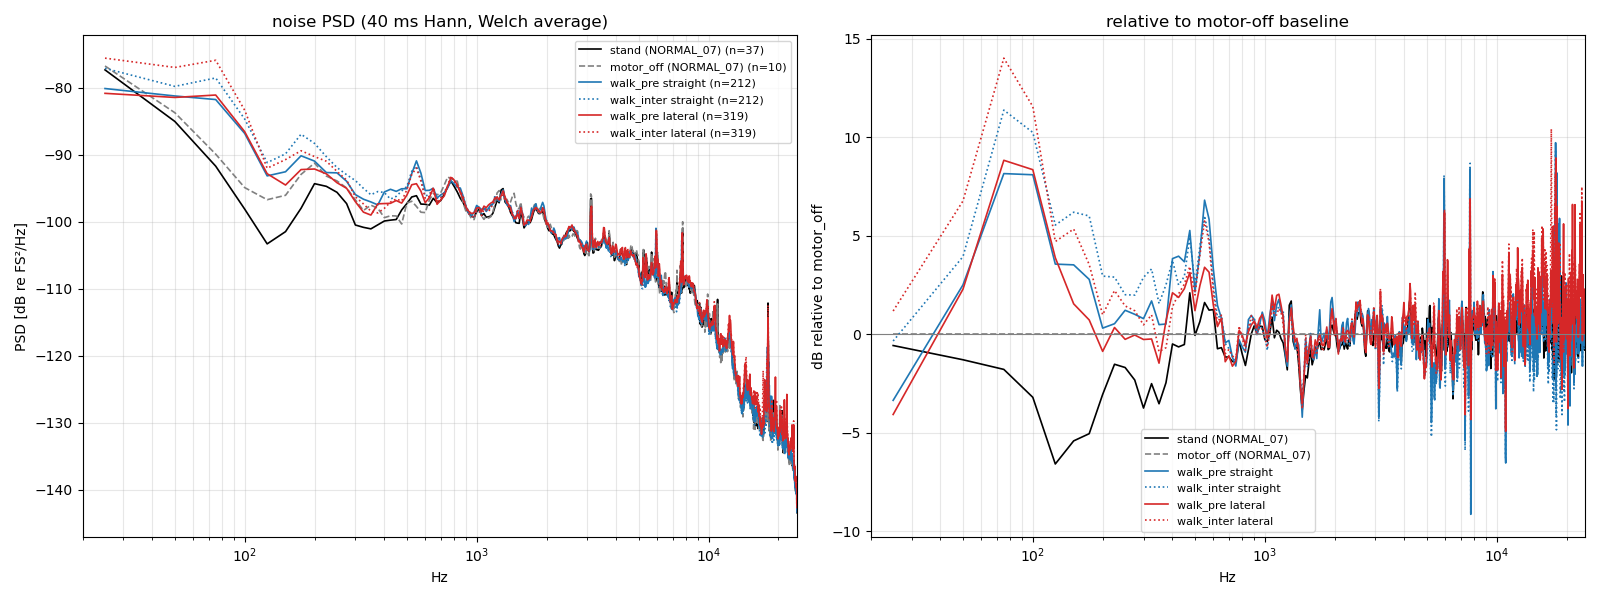 noise PSD (40 ms Hann, Welch average)
PSD [dB re FS²/Hz]
−80
−90
−100
−110
−120
−130
−140
10²
10³
10⁴
Hz
stand (NORMAL_07) (n=37)
motor_off (NORMAL_07) (n=10)
walk_pre straight (n=212)
walk_inter straight (n=212)
walk_pre lateral (n=319)
walk_inter lateral (n=319)
relative to motor-off baseline
dB relative to motor_off
15
10
5
0
−5
−10
10²
10³
10⁴
Hz
stand (NORMAL_07)
motor_off (NORMAL_07)
walk_pre straight
walk_inter straight
walk_pre lateral
walk_inter lateral